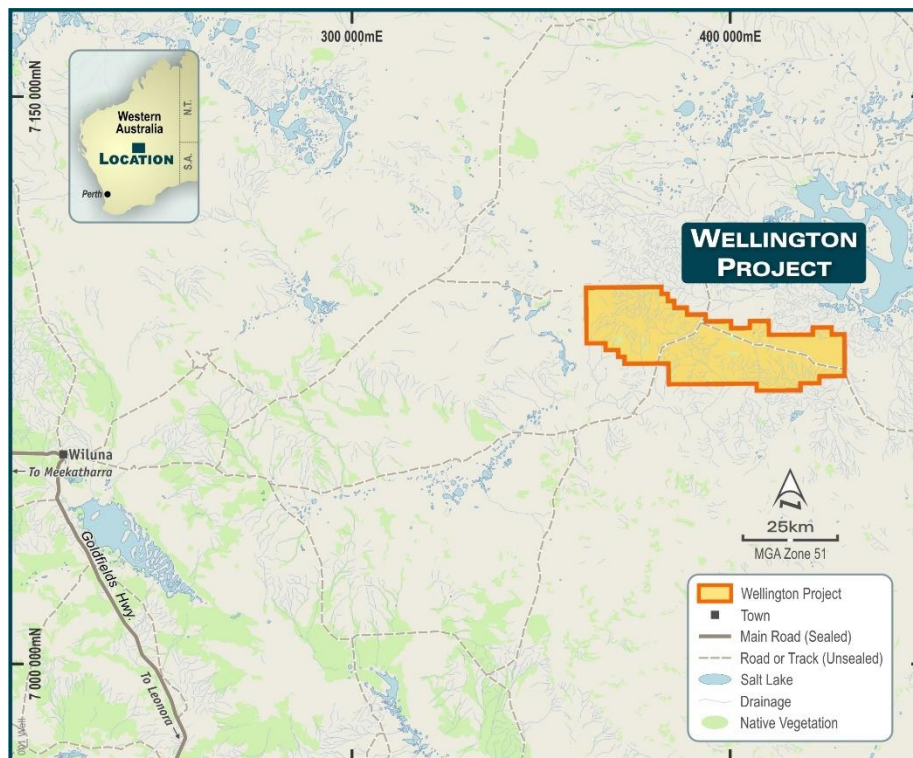 300 000mE
400 000mE
7 150 000mN
Western
Australia
LOCATION
Perth
N.T.
S.A.
WELLINGTON
PROJECT
Wiluna
To Meekatharra
Goldfields Hwy.
To Leonora
7 000 000mN
25km
MGA Zone 51
Wellington Project
Town
Main Road (Sealed)
Road or Track (Unsealed)
Salt Lake
Drainage
Native Vegetation